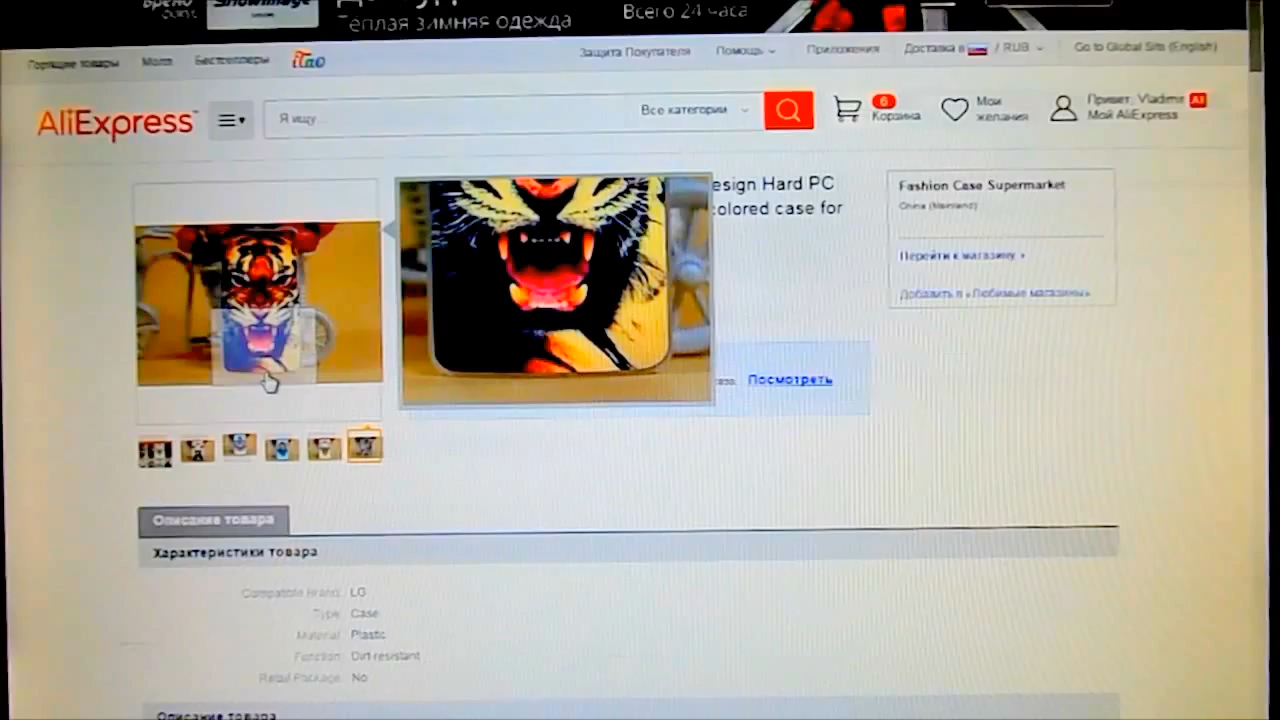 Showimage
Тёплая зимняя одежда
Всего 24 часа
Горящие товары Молл Бестселлеры iTao Защита Покупателя Помощь Приложения Доставка в / RUB Go to Global Site (English)
AliExpress Я ищу... Все категории 6 Корзина Мои желания Привет, Vladimir
Мой AliExpress
esign Hard PC
colored case for
Fashion Case Supermarket
China (Mainland)
Перейти к магазину
Добавить в «Любимые магазины»
Посмотреть
Описание товара
Характеристики товара
Compatible Brand: LG
Type: Case
Material: Plastic
Function: Dirt-resistant
Retail Package: No
Описание товара